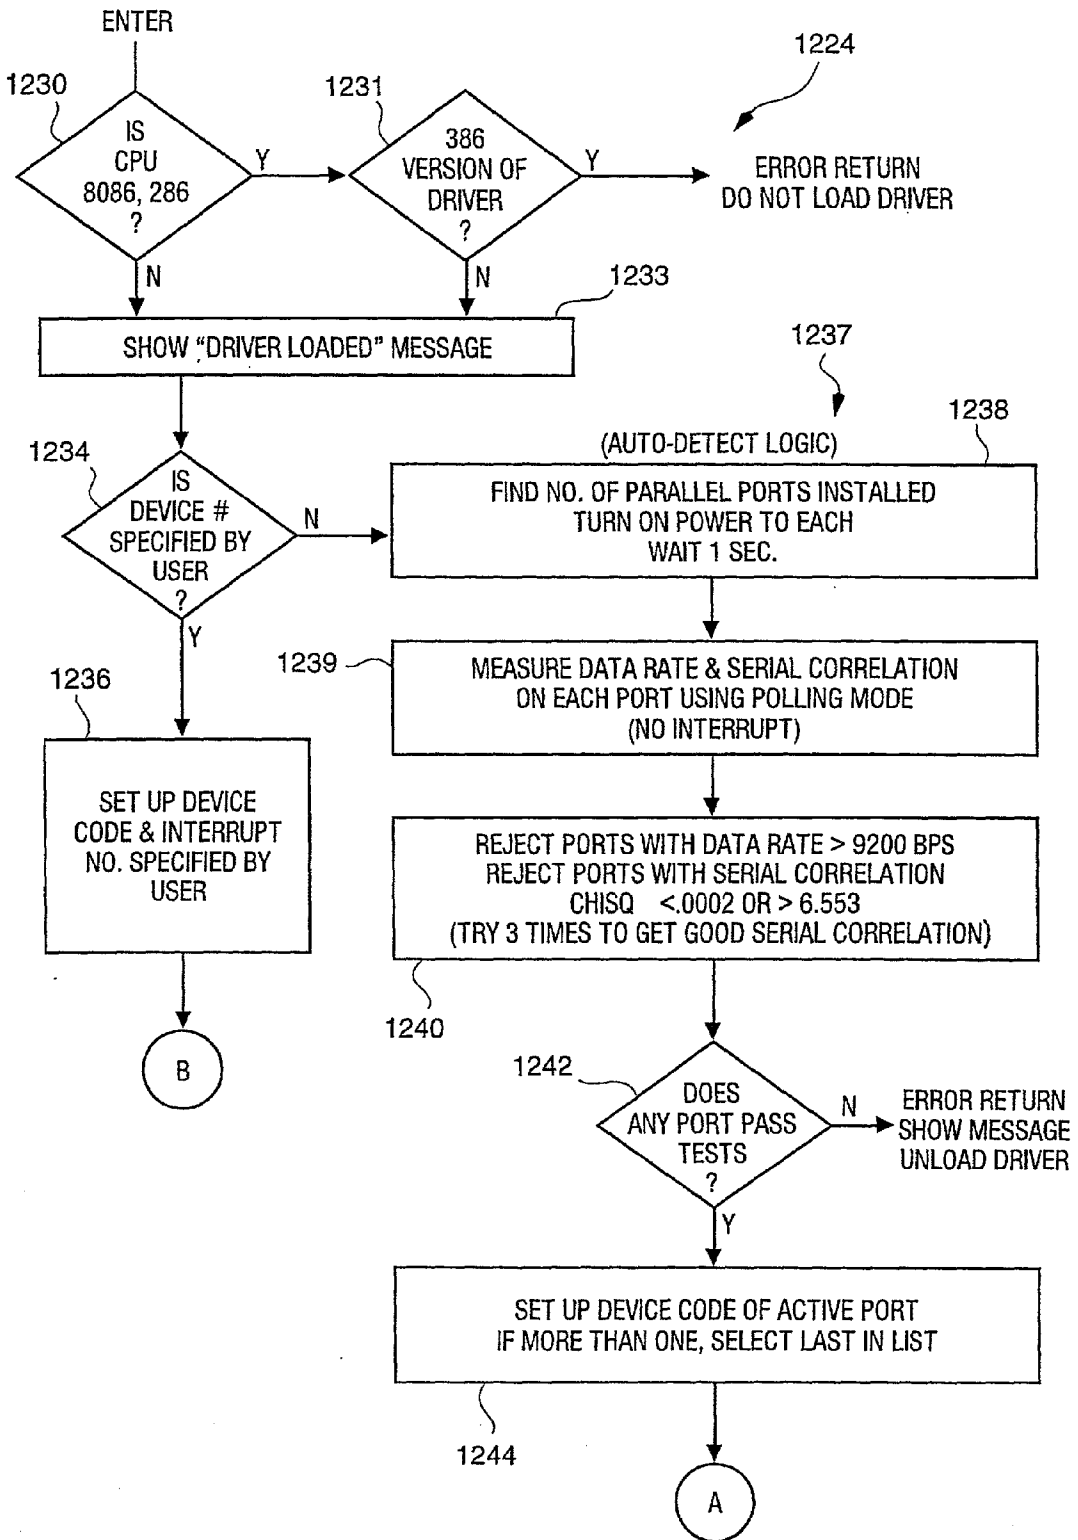 ENTER
1230
IS
CPU
8086, 286
?
Y
N
1231
386
VERSION OF
DRIVER
?
Y
N
1224
ERROR RETURN
DO NOT LOAD DRIVER
1233
SHOW "DRIVER LOADED" MESSAGE
1234
IS
DEVICE #
SPECIFIED BY
USER
?
N
Y
1236
SET UP DEVICE
CODE & INTERRUPT
NO. SPECIFIED BY
USER
B
1237
(AUTO-DETECT LOGIC)
1238
FIND NO. OF PARALLEL PORTS INSTALLED
TURN ON POWER TO EACH
WAIT 1 SEC.
1239
MEASURE DATA RATE & SERIAL CORRELATION
ON EACH PORT USING POLLING MODE
(NO INTERRUPT)
REJECT PORTS WITH DATA RATE > 9200 BPS
REJECT PORTS WITH SERIAL CORRELATION
CHISQ <.0002 OR > 6.553
(TRY 3 TIMES TO GET GOOD SERIAL CORRELATION)
1240
1242
DOES
ANY PORT PASS
TESTS
?
N
Y
ERROR RETURN
SHOW MESSAGE
UNLOAD DRIVER
SET UP DEVICE CODE OF ACTIVE PORT
IF MORE THAN ONE, SELECT LAST IN LIST
1244
A